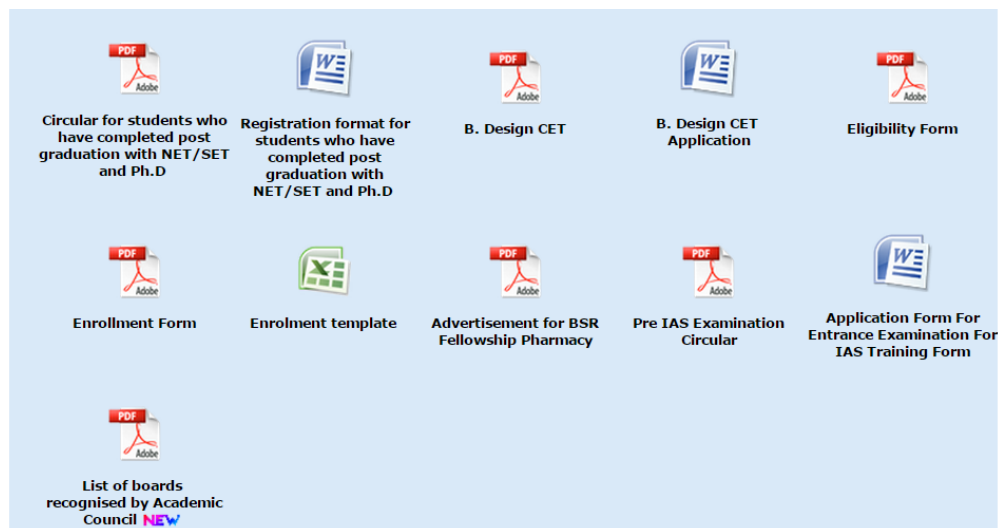 PDF
Adobe
Circular for students who
have completed post
graduation with NET/SET
and Ph.D
W
Registration format for
students who have
completed post
graduation with
NET/SET and Ph.D
PDF
Adobe
B. Design CET
W
B. Design CET
Application
PDF
Adobe
Eligibility Form
PDF
Adobe
Enrollment Form
X
Enrolment template
PDF
Adobe
Advertisement for BSR
Fellowship Pharmacy
PDF
Adobe
Pre IAS Examination
Circular
W
Application Form For
Entrance Examination For
IAS Training Form
PDF
Adobe
List of boards
recognised by Academic
Council NEW